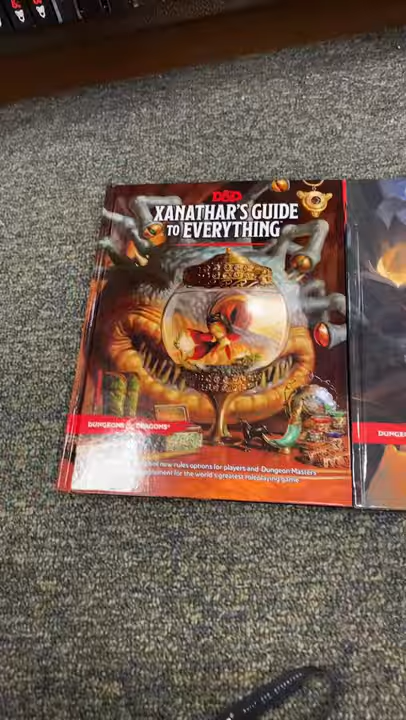 D&D
XANATHAR'S GUIDE
TO EVERYTHING
DUNGEONS & DRAGONS®
DUNGEO
new rules options for players and Dungeon Masters
for the world's greatest roleplaying game